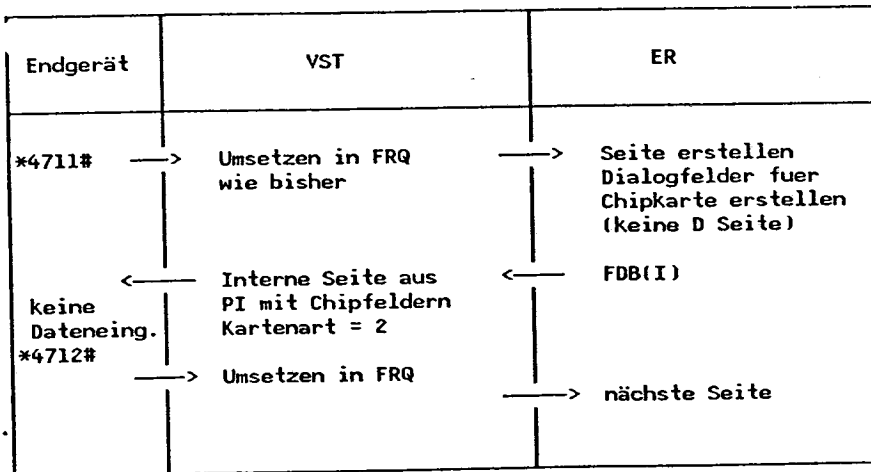 Endgerät VST ER
*4711# ——> Umsetzen in FRQ ——> Seite erstellen
wie bisher Dialogfelder fuer
Chipkarte erstellen
(keine D Seite)
<—— Interne Seite aus <—— FDB(I)
keine PI mit Chipfeldern
Dateneing. Kartenart = 2
*4712#
——> Umsetzen in FRQ
——> nächste Seite